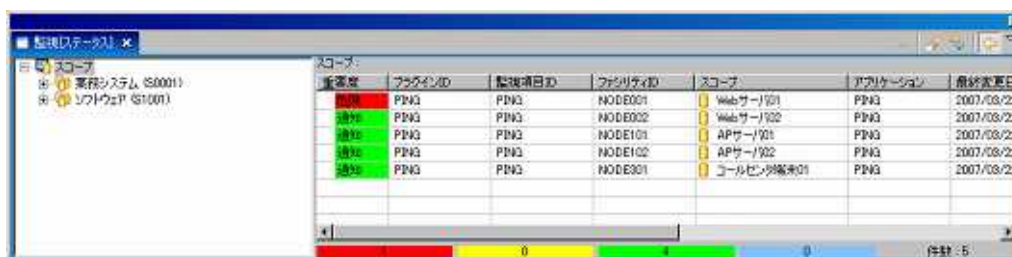 監視[ステータス]
スコープ
業務システム (S0001)
ソフトウェア (S1001)
スコープ:
重要度 プラグインID 監視項目ID ファシリティID スコープ アプリケーション 最終変更日
危険 PING PING NODE001 Webサーバ01 PING 2007/03/2
通知 PING PING NODE002 Webサーバ02 PING 2007/03/2
通知 PING PING NODE101 APサーバ01 PING 2007/03/2
通知 PING PING NODE102 APサーバ02 PING 2007/03/2
通知 PING PING NODE301 コールセンタ端末01 PING 2007/03/2
1 0 4 0 件数 : 5